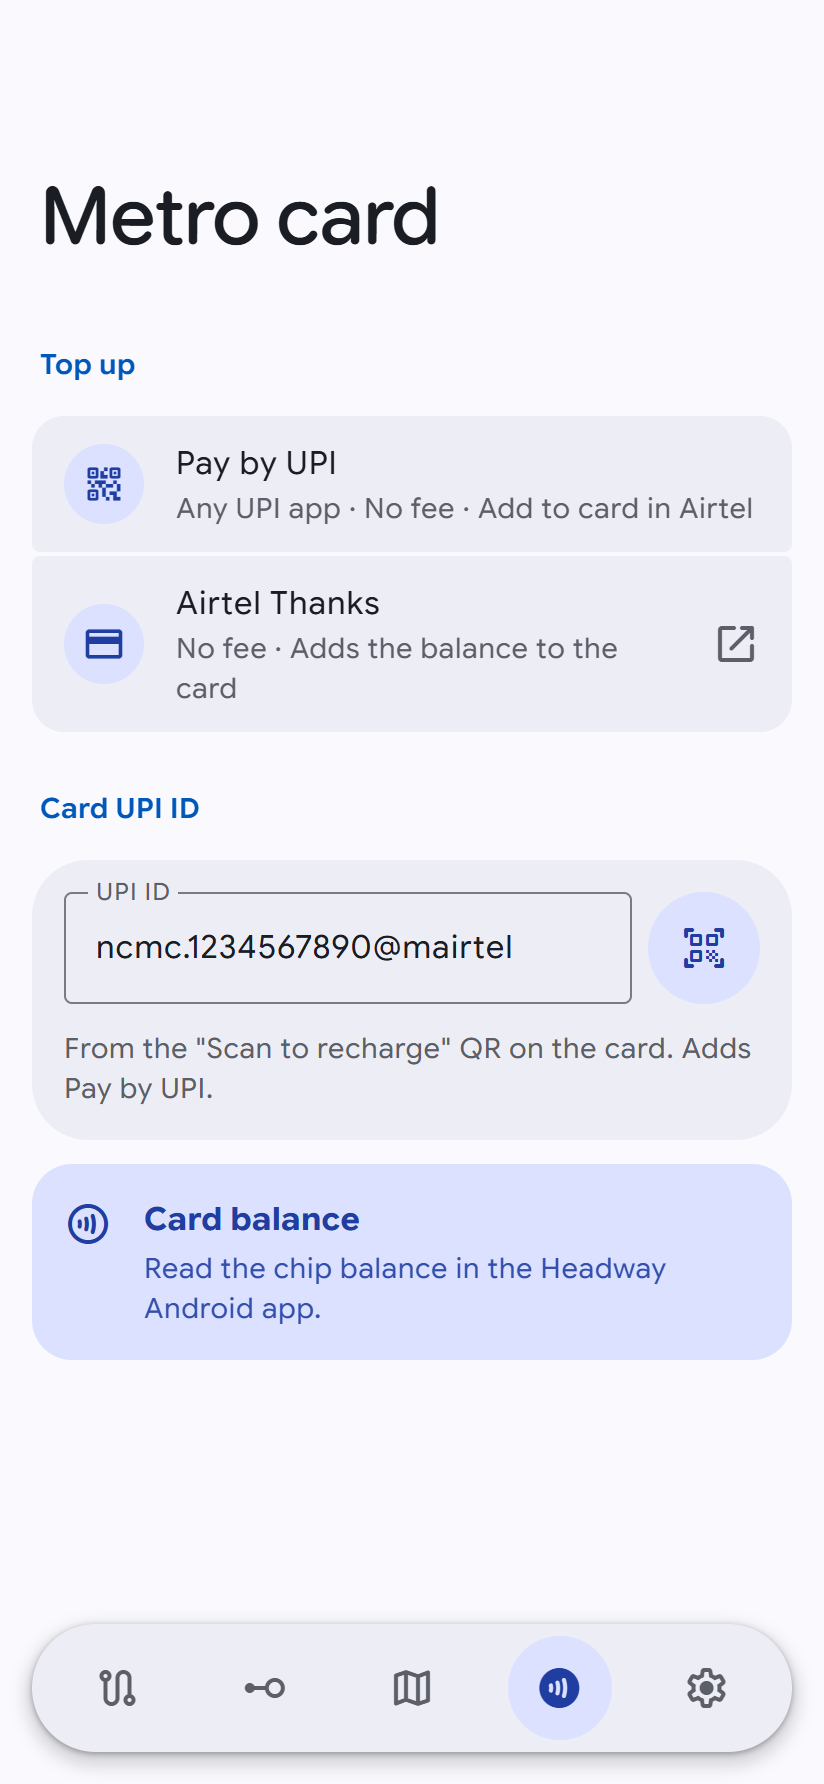 Metro card
Top up
Pay by UPI
Any UPI app · No fee · Add to card in Airtel
Airtel Thanks
No fee · Adds the balance to the
card
Card UPI ID
UPI ID
ncmc.1234567890@mairtel
From the "Scan to recharge" QR on the card. Adds
Pay by UPI.
Card balance
Read the chip balance in the Headway
Android app.